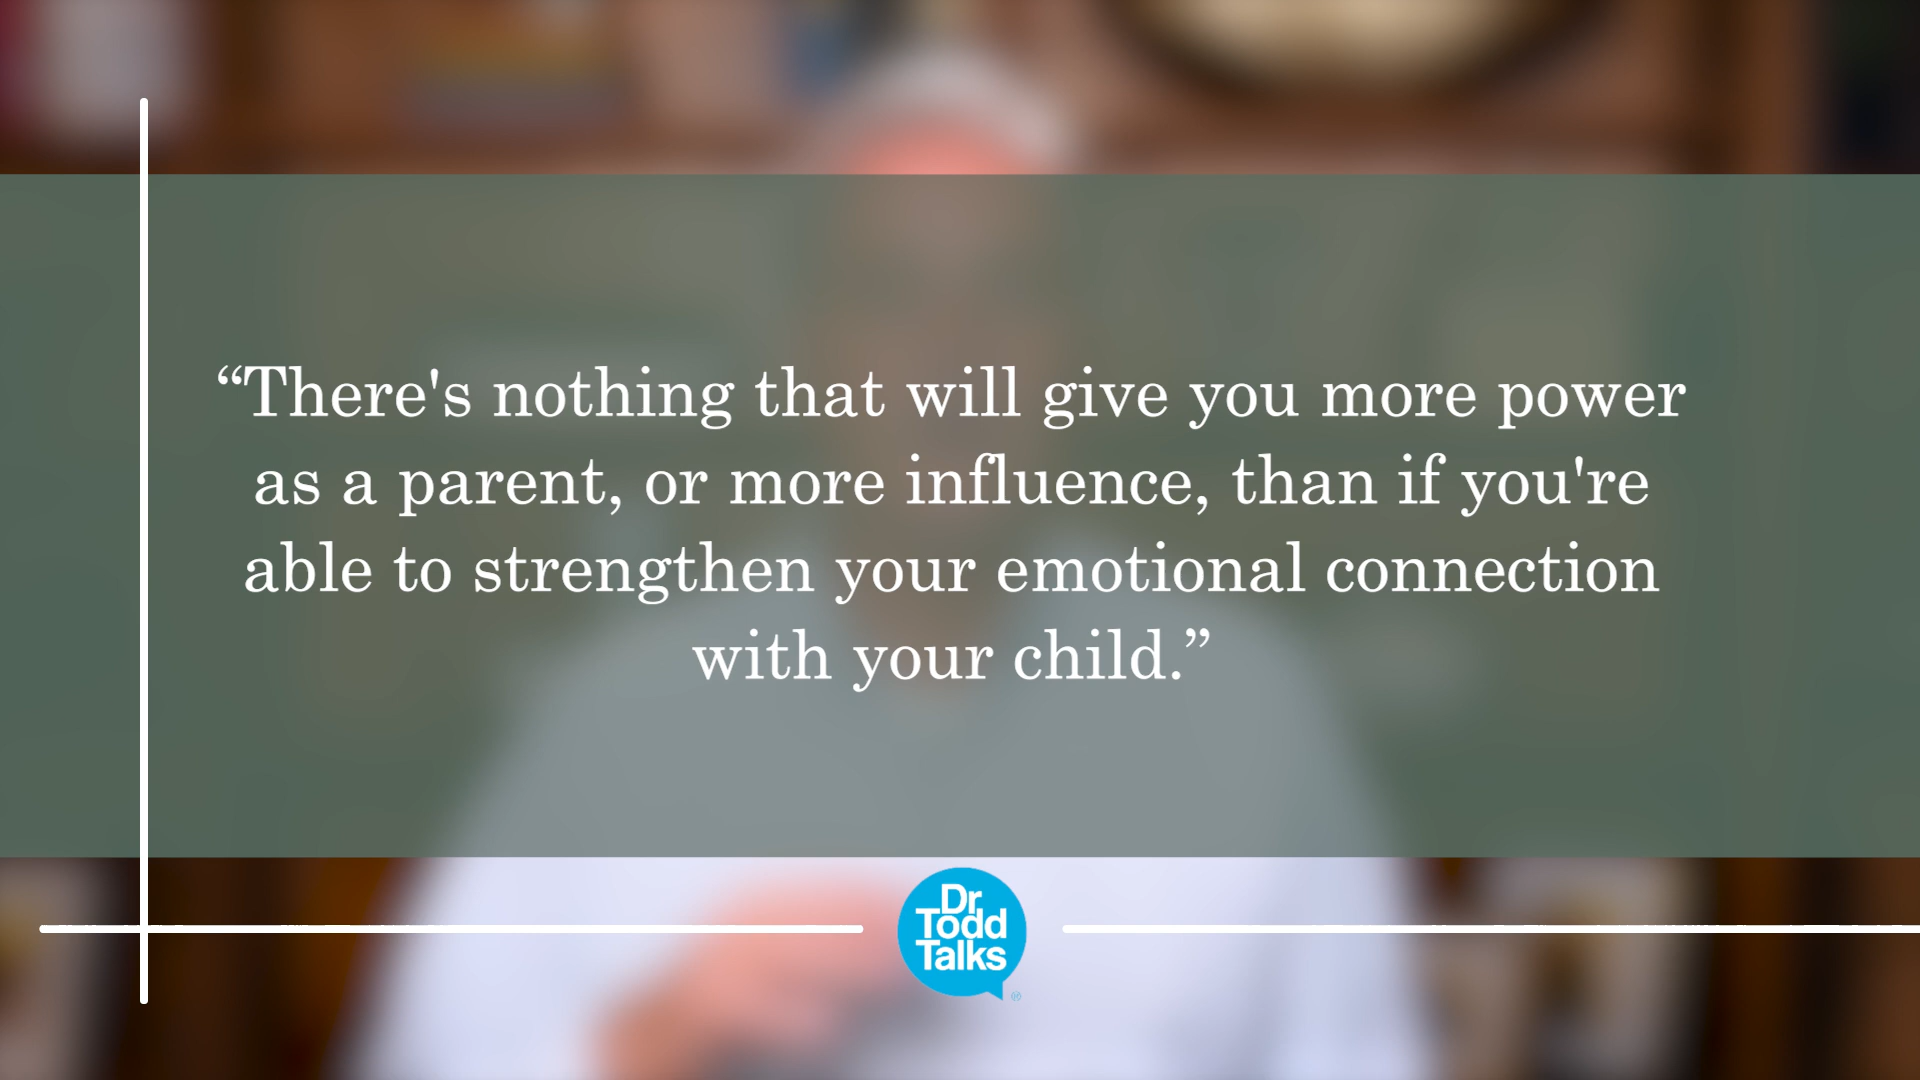 “There's nothing that will give you more power
as a parent, or more influence, than if you're
able to strengthen your emotional connection
with your child.”
Dr
Todd
Talks
®